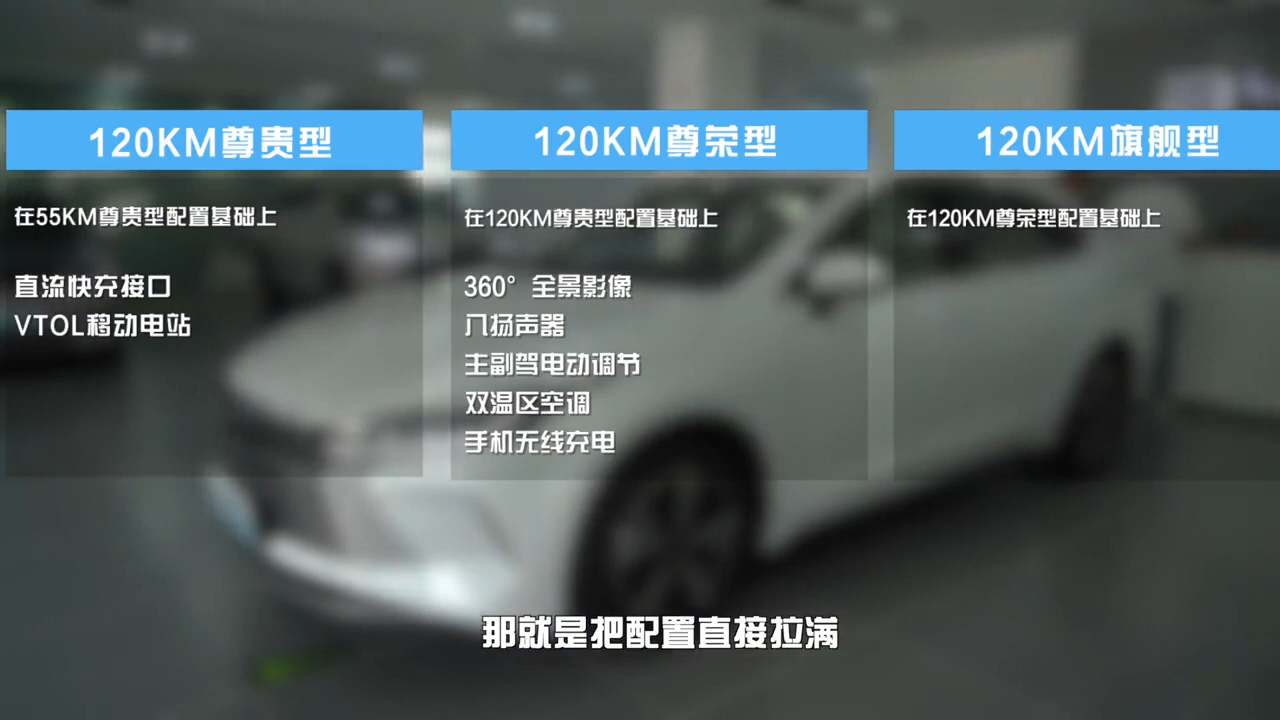 120KM尊贵型
在55KM尊贵型配置基础上
直流快充接口
VTOL移动电站
120KM尊荣型
在120KM尊贵型配置基础上
360°全景影像
八扬声器
主副驾电动调节
双温区空调
手机无线充电
120KM旗舰型
在120KM尊荣型配置基础上
那就是把配置直接拉满